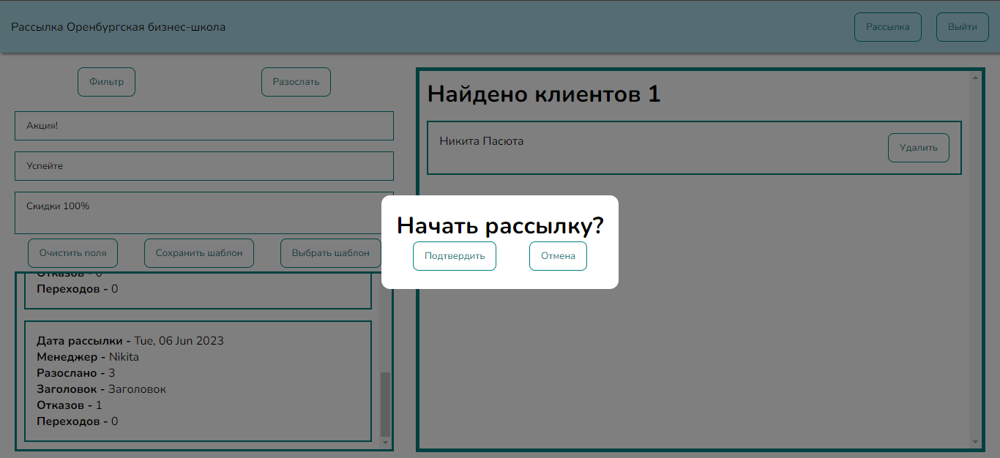 Рассылка Оренбургская бизнес-школа
Рассылка
Выйти
Фильтр
Разослать
Акция!
Успейте
Скидки 100%
Очистить поля
Сохранить шаблон
Выбрать шаблон
Отказов - 0
Переходов - 0
Дата рассылки - Tue, 06 Jun 2023
Менеджер - Nikita
Разослано - 3
Заголовок - Заголовок
Отказов - 1
Переходов - 0
Найдено клиентов 1
Никита Пасюта
Удалить
Начать рассылку?
Подтвердить
Отмена